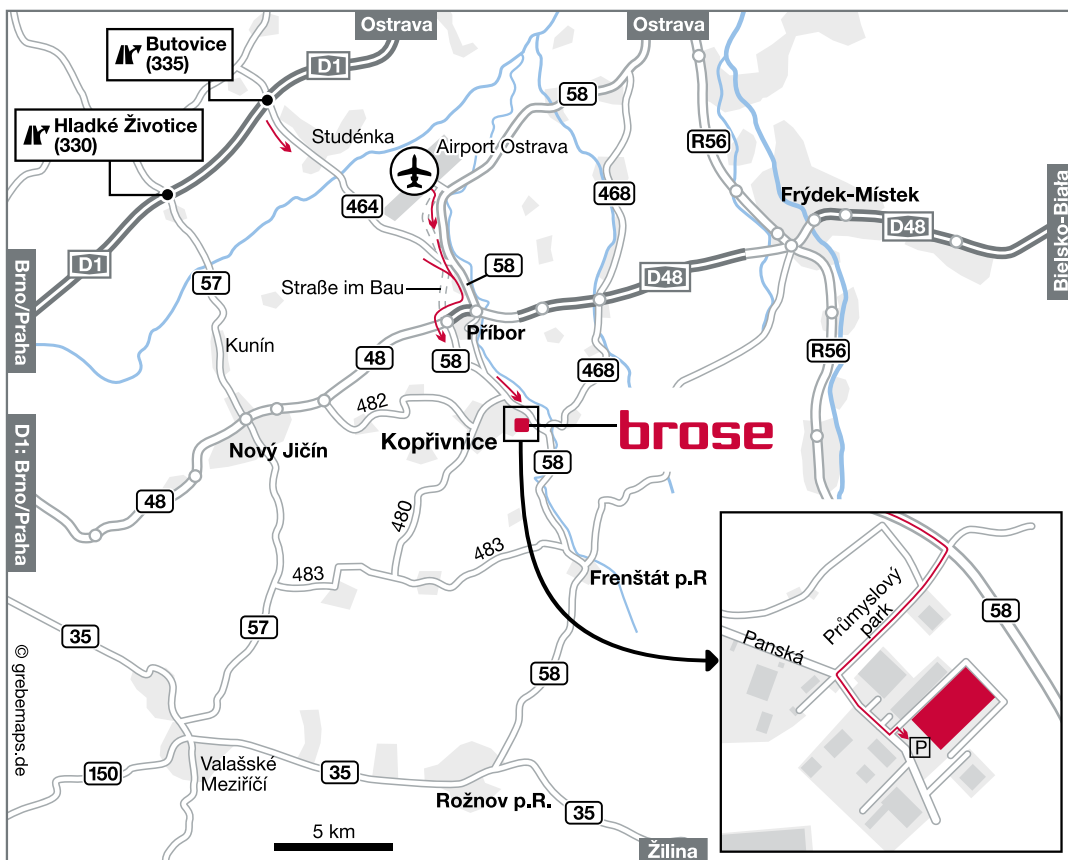 Ostrava
Ostrava
Butovice
(335)
D1
Hladké Životice
(330)
Studénka
58
Airport Ostrava
R56
464
468
Frýdek-Místek
D48
Bielsko-Biała
D1
Brno/Praha
57
58
D48
Straße im Bau
Příbor
Kunín
48
58
468
R56
482
Kopřivnice
brose
Nový Jičín
58
D1: Brno/Praha
48
480
483
483
Frenštát p.R
Průmyslový
park
58
Panská
35
57
58
P
© grebemaps.de
150
Valašské
Meziříčí
35
Rožnov p.R.
35
5 km
Žilina